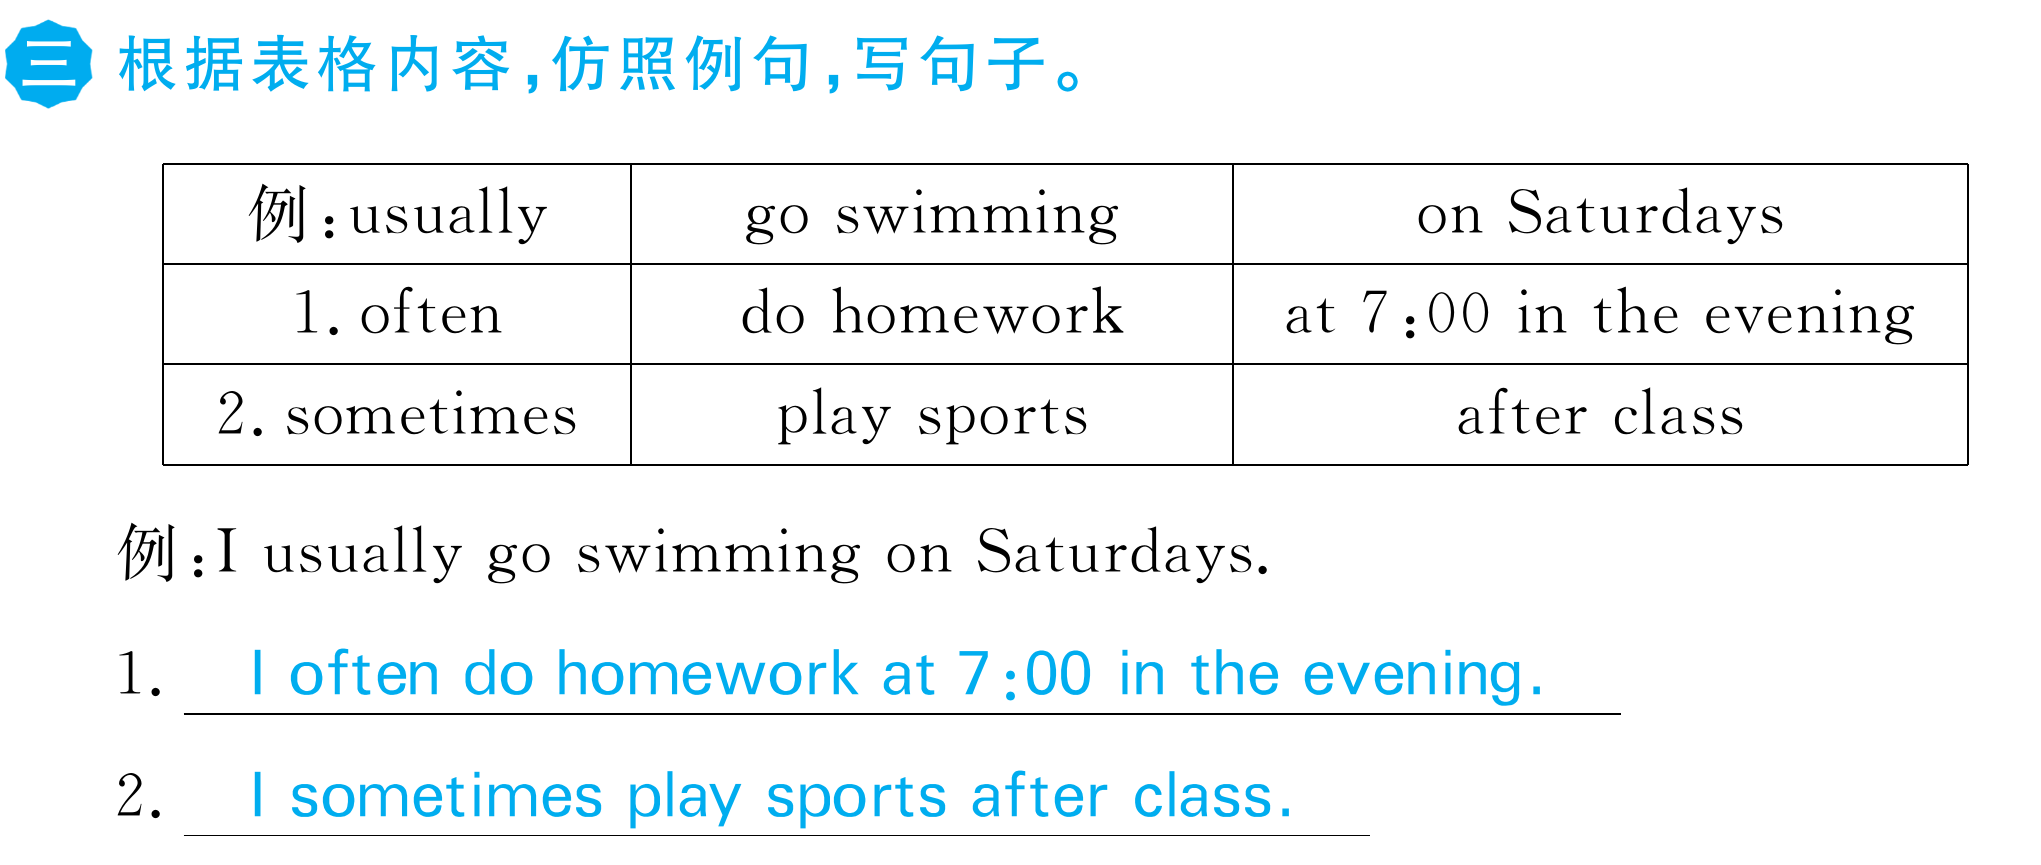 三 根据表格内容,仿照例句,写句子。
例:usually go swimming on Saturdays
1. often do homework at 7:00 in the evening
2. sometimes play sports after class
例:I usually go swimming on Saturdays.
1. I often do homework at 7:00 in the evening.
2. I sometimes play sports after class.